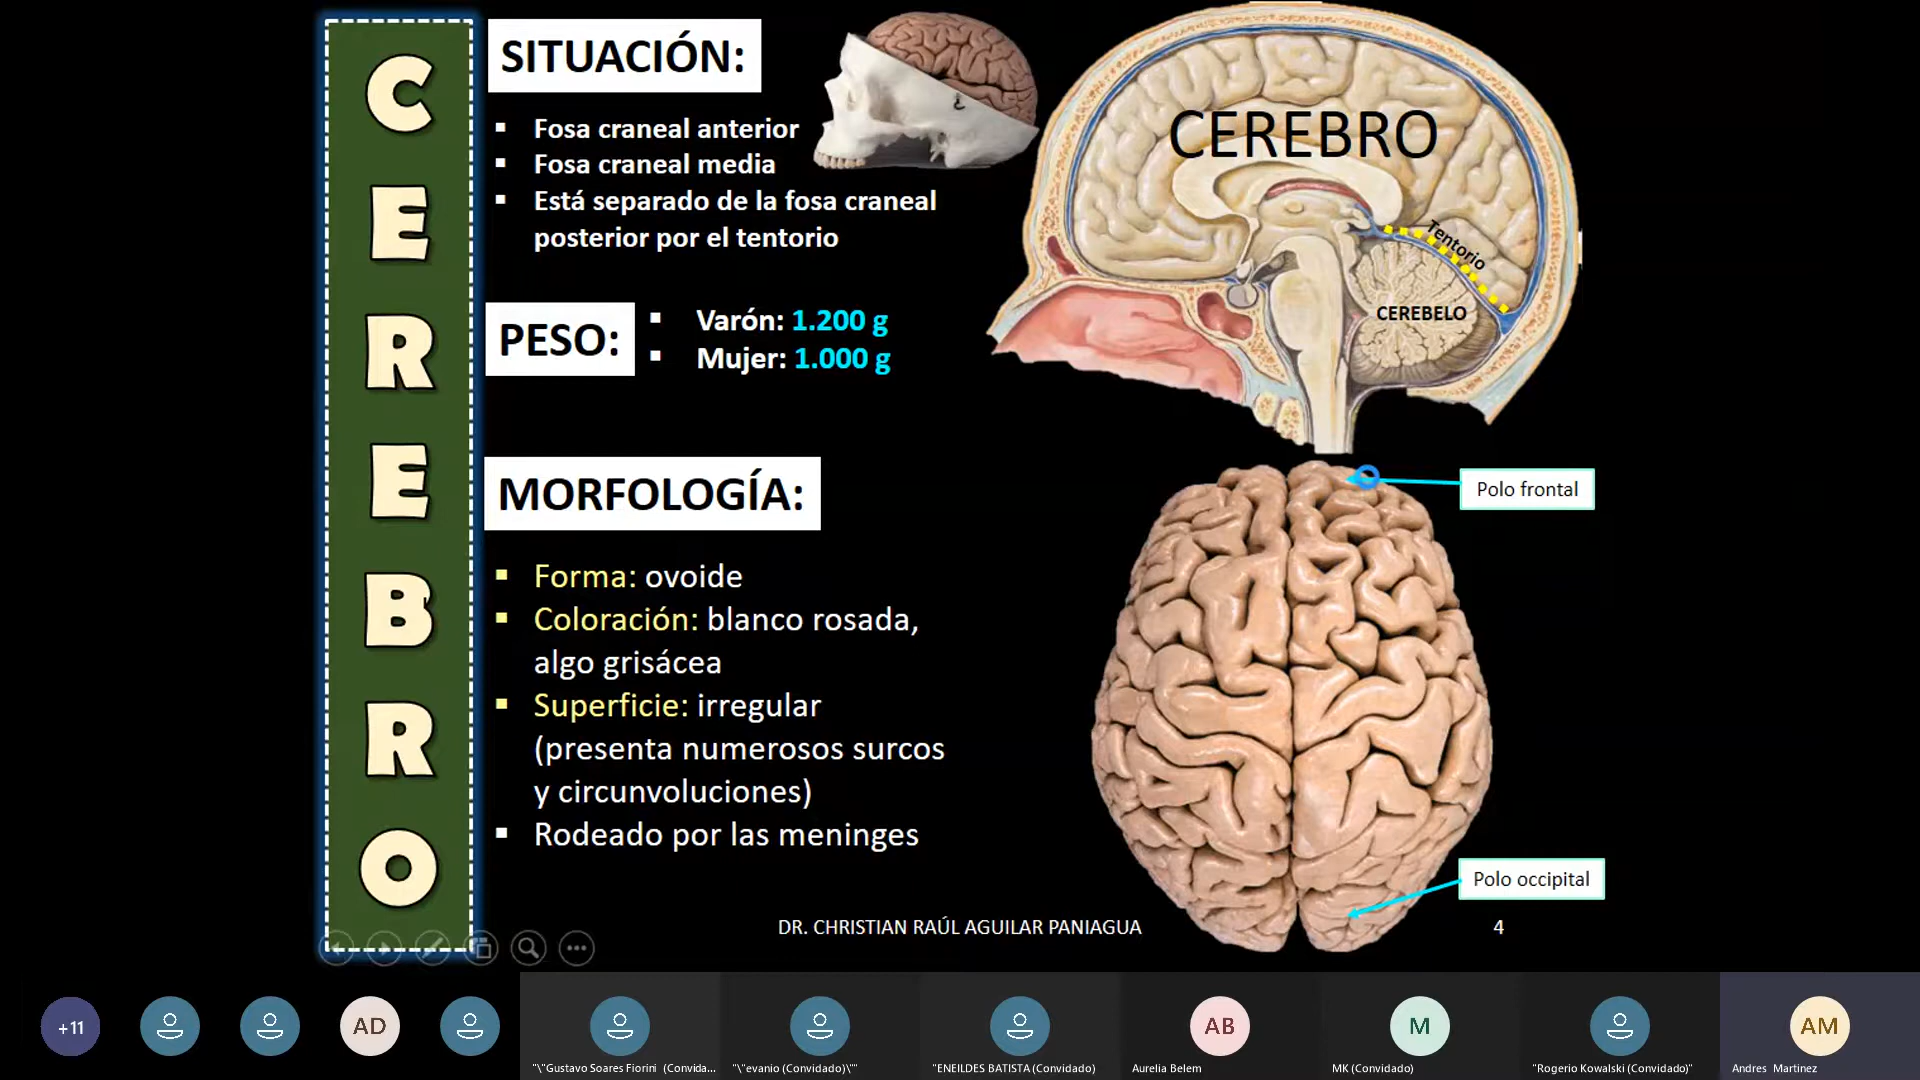 CEREBRO
SITUACIÓN:
▪ Fosa craneal anterior
▪ Fosa craneal media
▪ Está separado de la fosa craneal
posterior por el tentorio
PESO:
▪ Varón: 1.200 g
▪ Mujer: 1.000 g
MORFOLOGÍA:
▪ Forma: ovoide
▪ Coloración: blanco rosada,
algo grisácea
▪ Superficie: irregular
(presenta numerosos surcos
y circunvoluciones)
▪ Rodeado por las meninges
CEREBRO
Tentorio
CEREBELO
Polo frontal
Polo occipital
DR. CHRISTIAN RAÚL AGUILAR PANIAGUA
4
+11
AD
"\"Gustavo Soares Fiorini (Convida...
"\"evanio (Convidado)\""
"ENEILDES BATISTA (Convidado)
AB
Aurelia Belem
M
MK (Convidado)
"Rogerio Kowalski (Convidado)"
AM
Andres Martinez